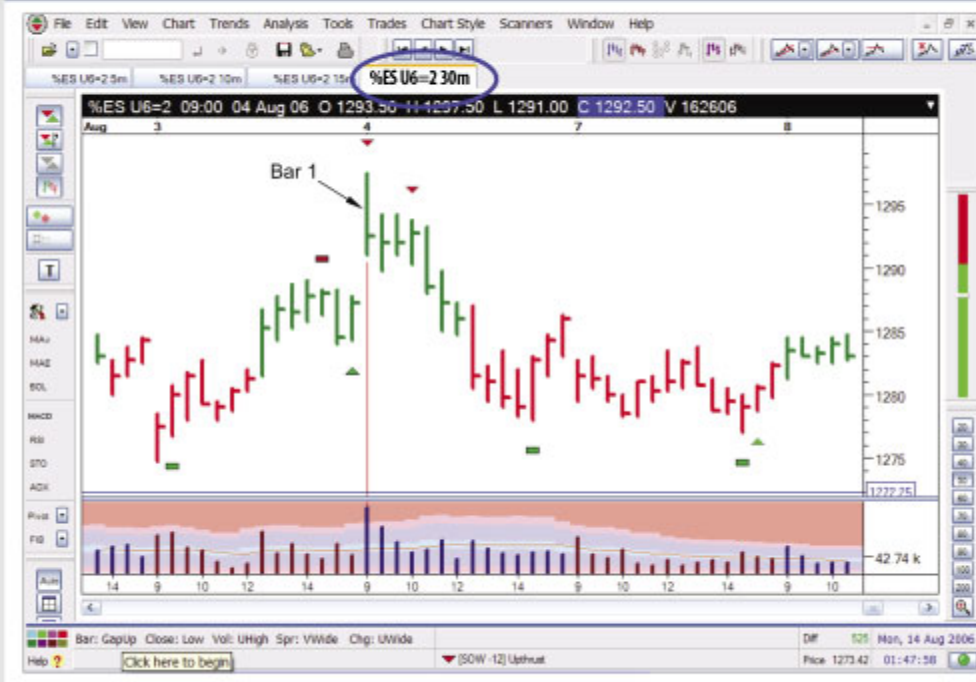 File Edit View Chart Trends Analysis Tools Trades Chart Style Scanners Window Help
%ES U6=2 5m %ES U6=2 10m %ES U6=2 15m %ES U6=2 30m
%ES U6=2 09:00 04 Aug 06 O 1293.50 H 1297.50 L 1291.00 C 1292.50 V 162606
Aug 3 4 7 8
Bar 1
1295
1290
1285
1280
1275
1272.25
T
MACD
RSI
STO
ADX
Pivot
FIB
Auto
42.74 k
14 9 10 12 14 9 10 12 14 9 10 12 14 9 10
Bar: GapUp Close: Low Vol: UHigh Spr: VWide Chg: UWide
Diff 525 Mon, 14 Aug 2006
Help ? Click here to begin [SOW -12] Upthrust Price 1273.42 01:47:58